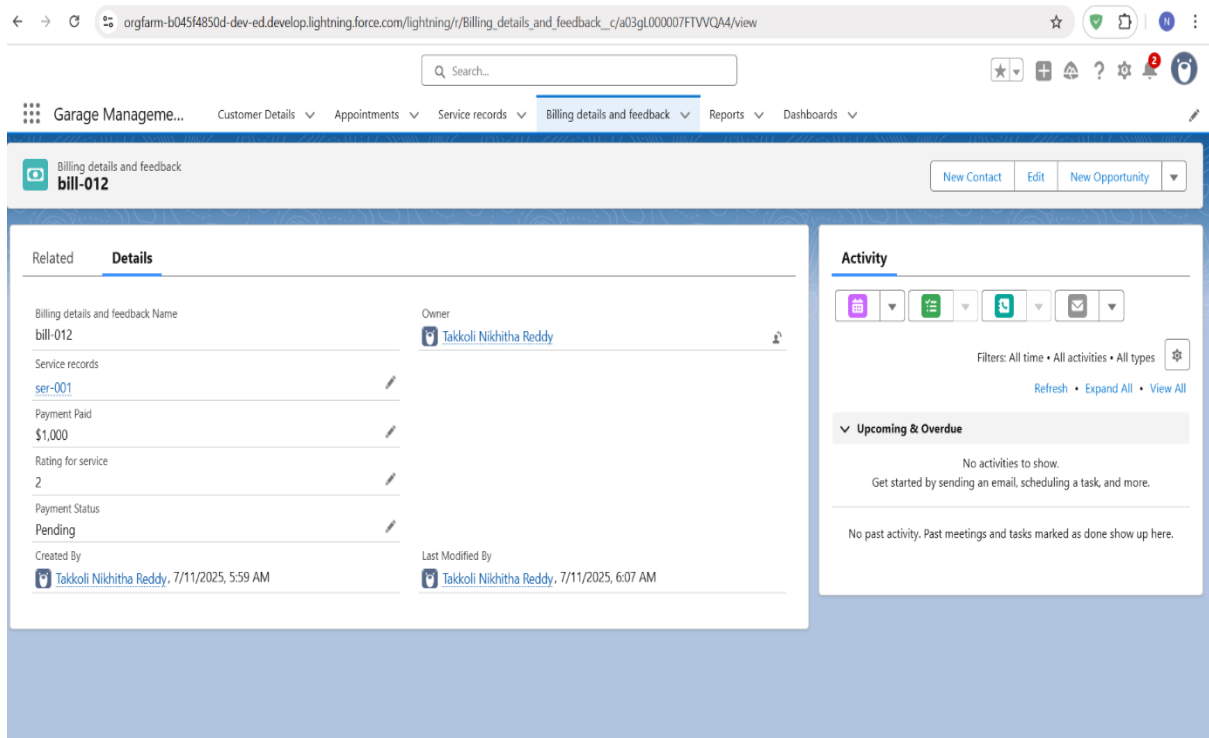 orgfarm-b045f4850d-dev-ed.develop.lightning.force.com/lightning/r/Billing_details_and_feedback__c/a03gL000007FTVVQA4/view
N
Search...
2
Garage Manageme... Customer Details Appointments Service records Billing details and feedback Reports Dashboards
Billing details and feedback
bill-012
New Contact Edit New Opportunity
Related Details
Billing details and feedback Name
bill-012
Owner
Takkoli Nikhitha Reddy
Service records
ser-001
Payment Paid
$1,000
Rating for service
2
Payment Status
Pending
Created By
Takkoli Nikhitha Reddy, 7/11/2025, 5:59 AM
Last Modified By
Takkoli Nikhitha Reddy, 7/11/2025, 6:07 AM
Activity
Filters: All time • All activities • All types
Refresh • Expand All • View All
Upcoming & Overdue
No activities to show.
Get started by sending an email, scheduling a task, and more.
No past activity. Past meetings and tasks marked as done show up here.